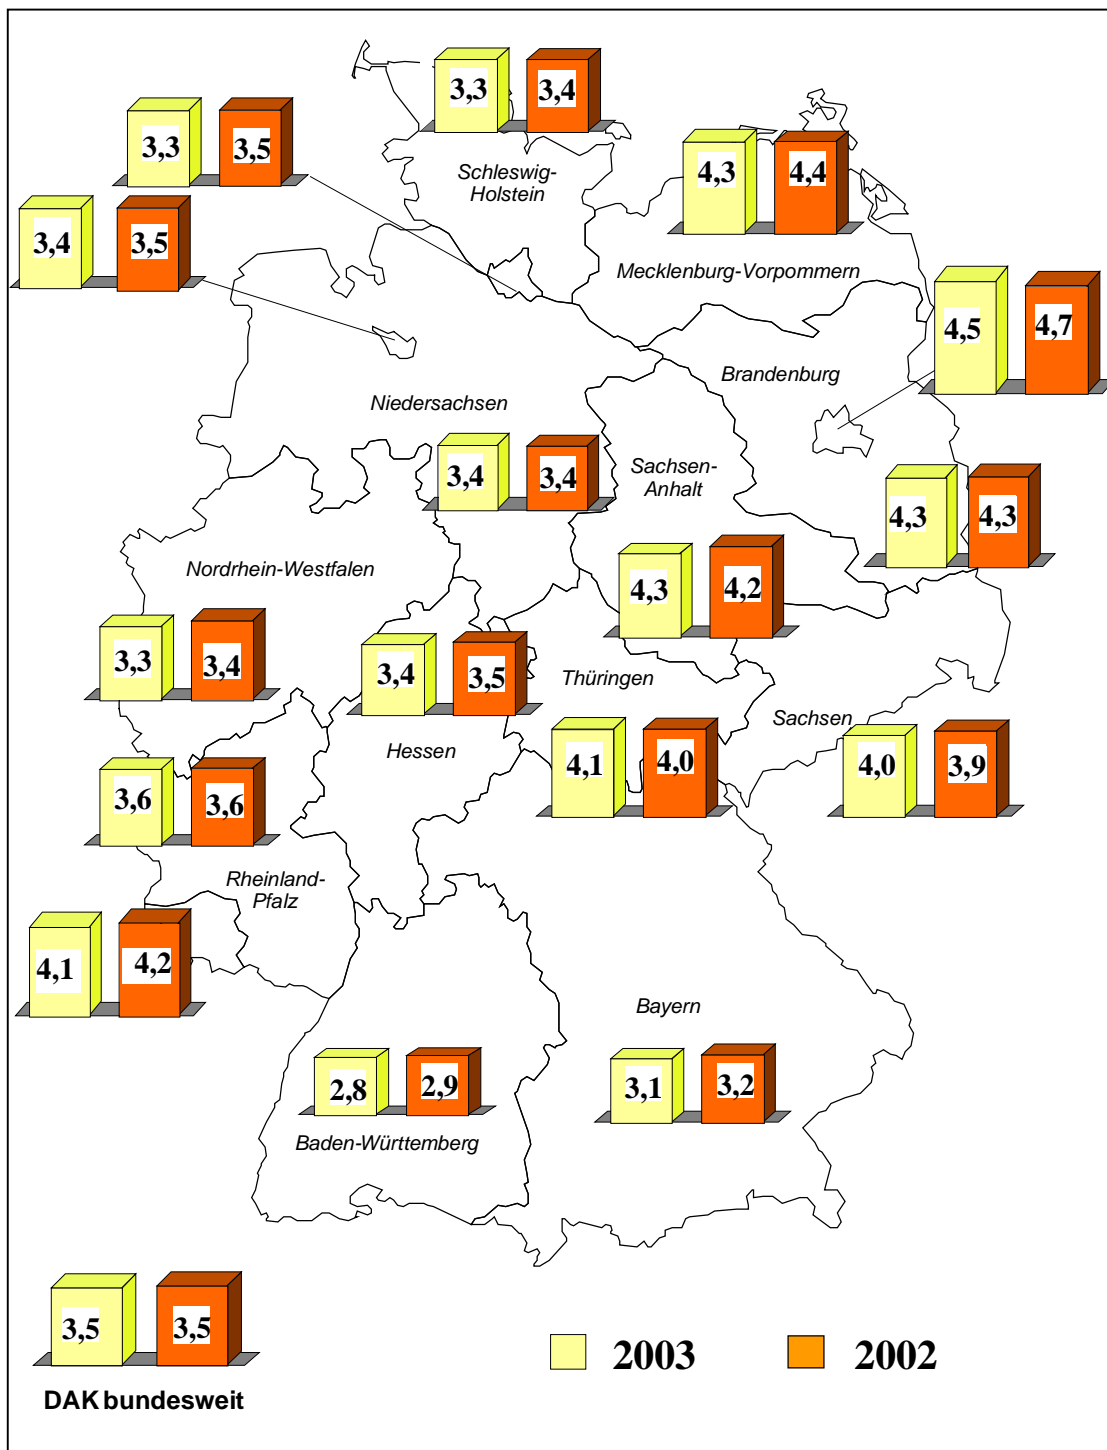 3,3 3,4
3,3 3,5
Schleswig-
Holstein
4,3 4,4
3,4 3,5
Mecklenburg-Vorpommern
4,5 4,7
Brandenburg
Niedersachsen
3,4 3,4
Sachsen-
Anhalt
4,3 4,3
Nordrhein-Westfalen
4,3 4,2
3,3 3,4
3,4 3,5
Thüringen
Sachsen
Hessen
4,1 4,0
4,0 3,9
3,6 3,6
Rheinland-
Pfalz
4,1 4,2
Bayern
2,8 2,9
3,1 3,2
Baden-Württemberg
3,5 3,5
2003 2002
DAK bundesweit